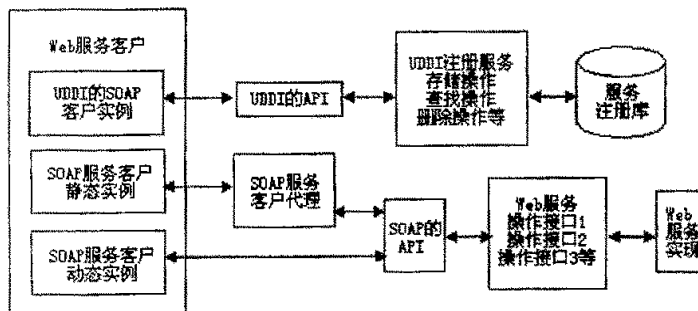 Web服务客户
UDDI的SOAP
客户实例
UDDI的API
UDDI注册服务
存储操作
查找操作
删除操作等
服务
注册库
SOAP服务客户
静态实例
SOAP服务
客户代理
SOAP服务客户
动态实例
SOAP的
API
Web服务
操作接口1
操作接口2
操作接口3等
Web
服务
实现